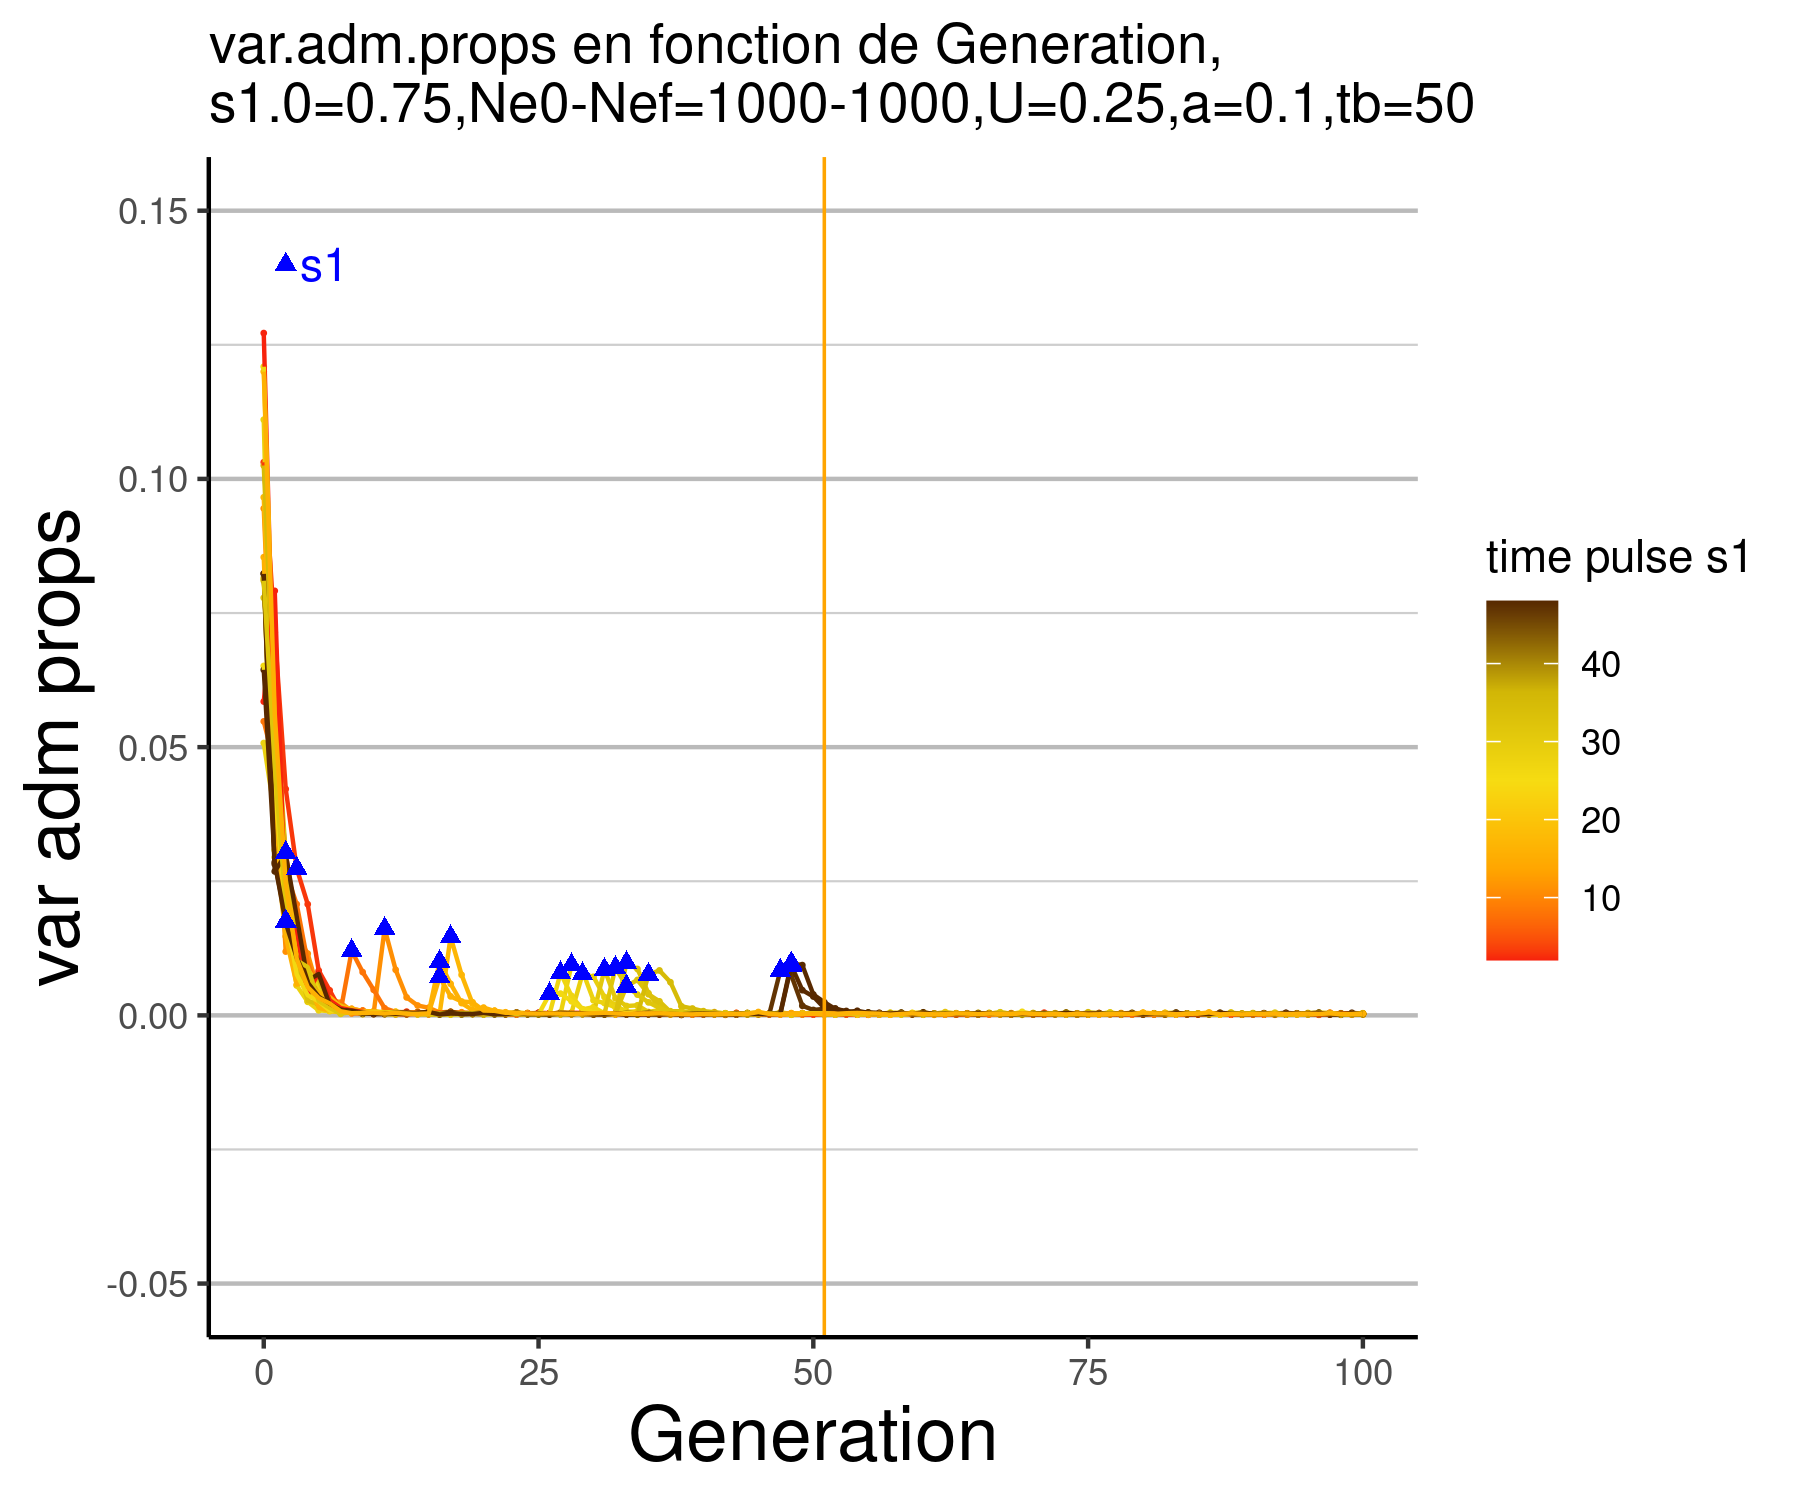 var.adm.props en fonction de Generation,
s1.0=0.75,Ne0-Nef=1000-1000,U=0.25,a=0.1,tb=50
var adm props
0.15
0.10
0.05
0.00
-0.05
s1
0 25 50 75 100
Generation
time pulse s1
40
30
20
10